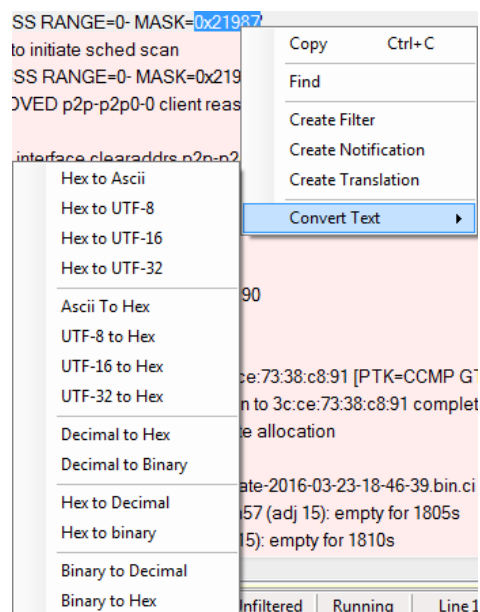 SS RANGE=0- MASK=0x21987
to initiate sched scan
SS RANGE=0- MASK=0x219
OVED p2p-p2p0-0 client reas
interface clearaddrs p2p-p2
Copy Ctrl+C
Find
Create Filter
Create Notification
Create Translation
Convert Text
Hex to Ascii
Hex to UTF-8
Hex to UTF-16
Hex to UTF-32
Ascii To Hex
UTF-8 to Hex
UTF-16 to Hex
UTF-32 to Hex
Decimal to Hex
Decimal to Binary
Hex to Decimal
Hex to binary
Binary to Decimal
Binary to Hex
90
ce:73:38:c8:91 [PTK=CCMP GT
n to 3c:ce:73:38:c8:91 complet
te allocation
ate-2016-03-23-18-46-39.bin.ci
57 (adj 15): empty for 1805s
15): empty for 1810s
Unfiltered Running Line 1